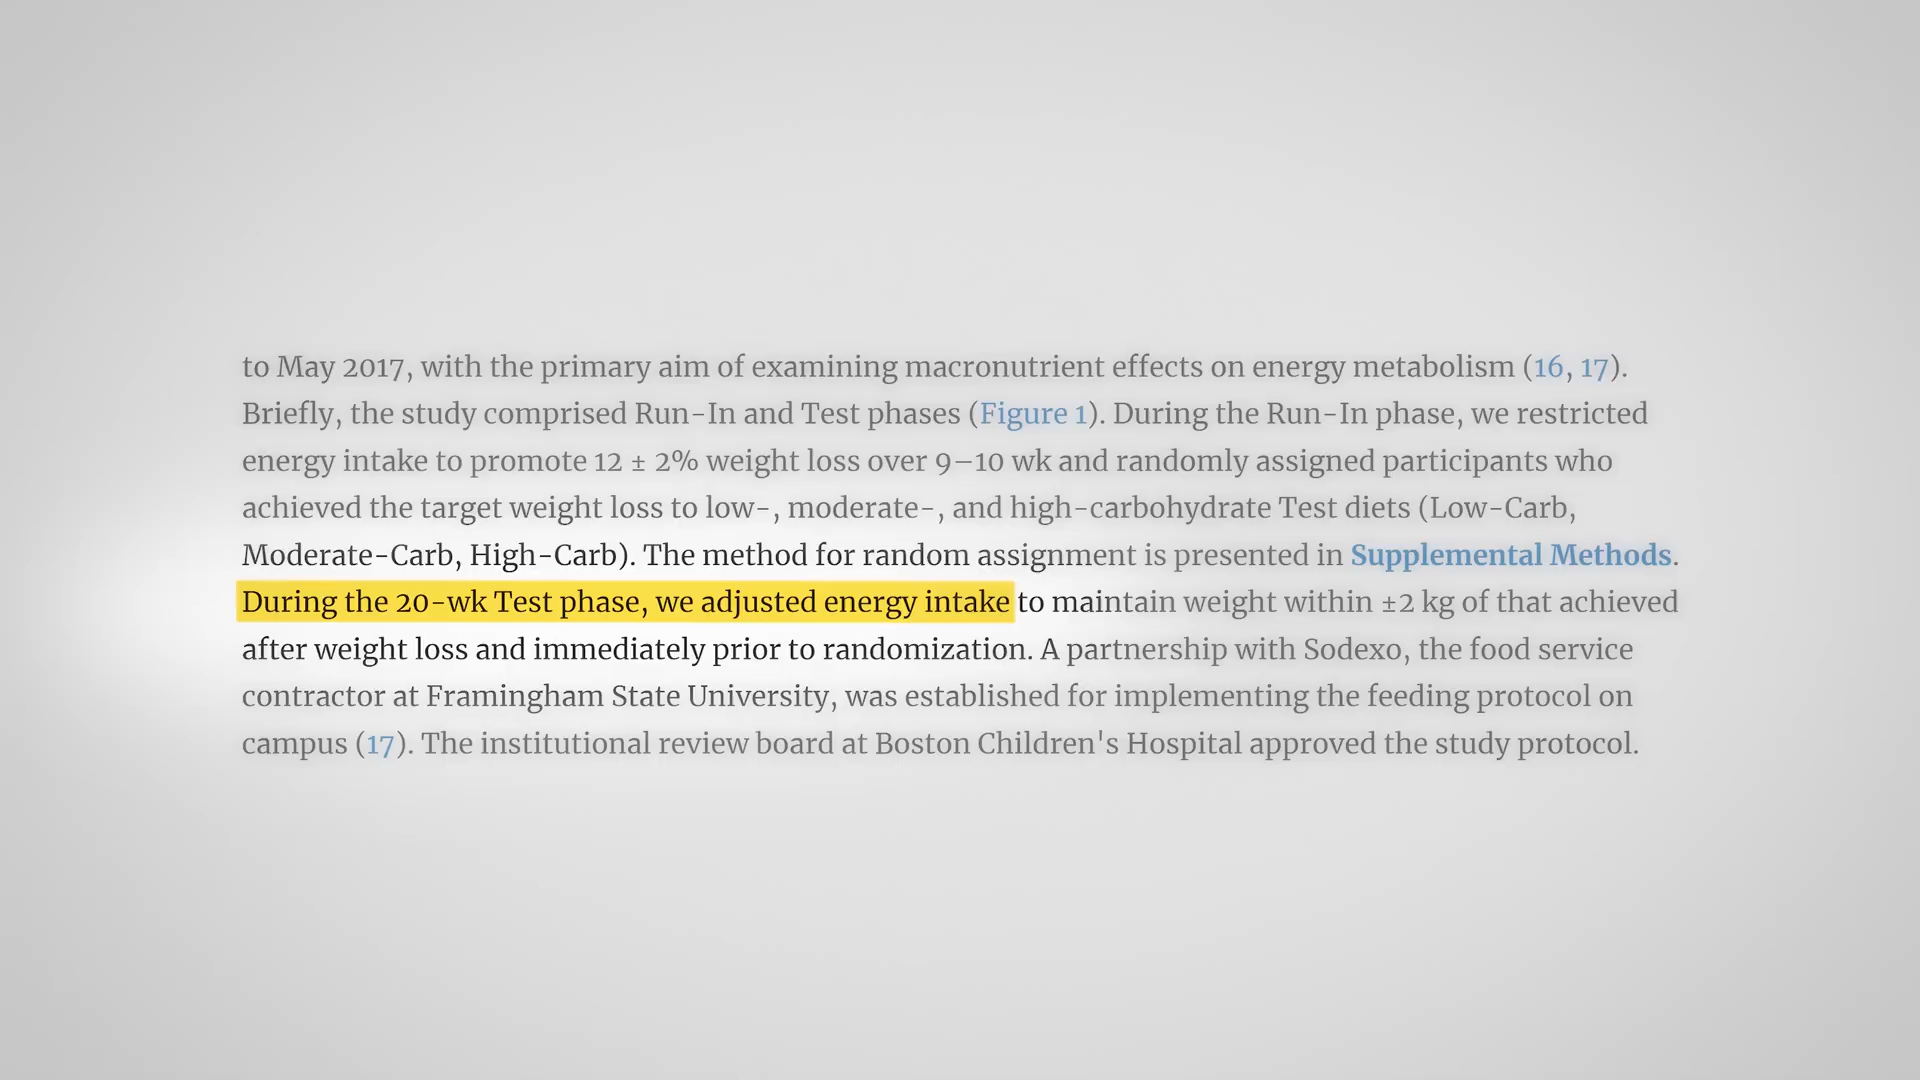 to May 2017, with the primary aim of examining macronutrient effects on energy metabolism (16, 17).
Briefly, the study comprised Run-In and Test phases (Figure 1). During the Run-In phase, we restricted
energy intake to promote 12 ± 2% weight loss over 9–10 wk and randomly assigned participants who
achieved the target weight loss to low-, moderate-, and high-carbohydrate Test diets (Low-Carb,
Moderate-Carb, High-Carb). The method for random assignment is presented in Supplemental Methods.
During the 20-wk Test phase, we adjusted energy intake to maintain weight within ±2 kg of that achieved
after weight loss and immediately prior to randomization. A partnership with Sodexo, the food service
contractor at Framingham State University, was established for implementing the feeding protocol on
campus (17). The institutional review board at Boston Children's Hospital approved the study protocol.